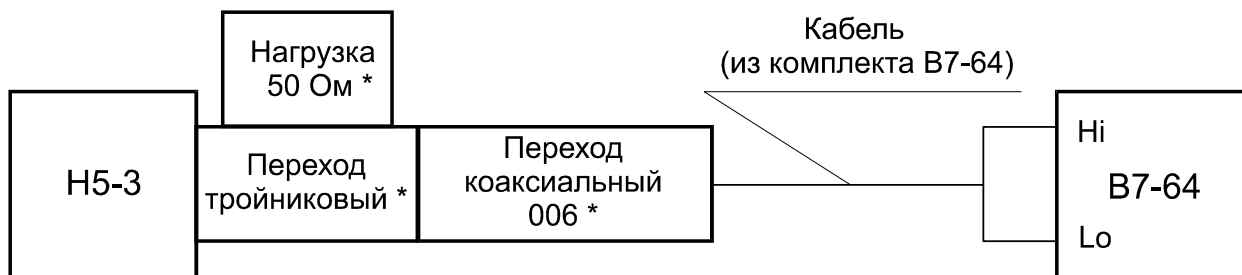 Нагрузка
50 Ом *
Кабель
(из комплекта В7-64)
Н5-3
Переход
тройниковый *
Переход
коаксиальный
006 *
Hi
В7-64
Lo